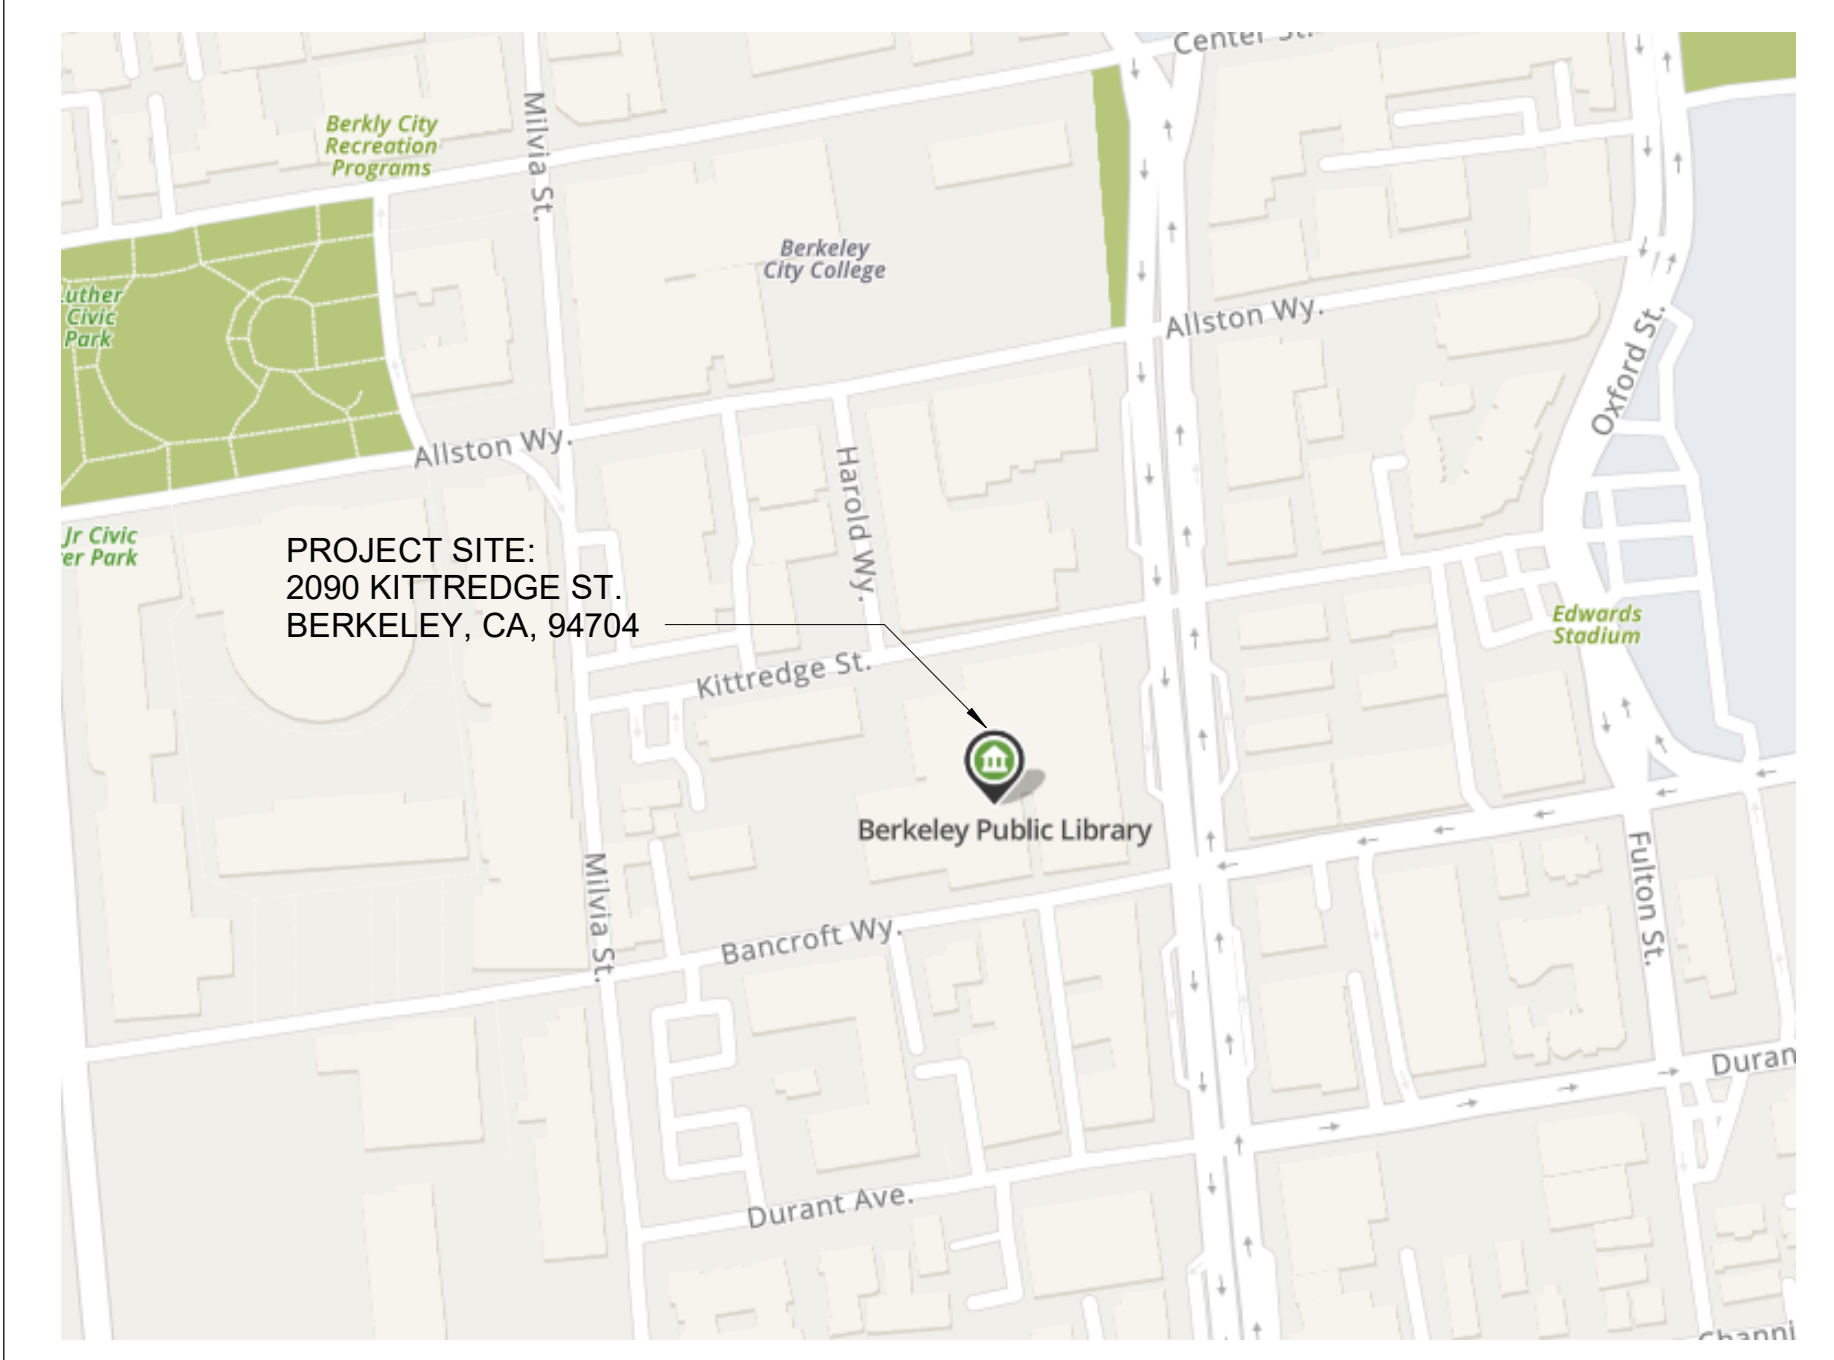 Center St.
Milvia St.
Berkly City
Recreation
Programs
Berkeley
City College
Luther
Civic
Park
Allston Wy.
Oxford St.
Allston Wy.
Harold Wy.
Jr Civic
er Park
PROJECT SITE:
2090 KITTREDGE ST.
BERKELEY, CA, 94704
Edwards
Stadium
Kittredge St.
Berkeley Public Library
Milvia St.
Fulton St.
Bancroft Wy.
Duran
Durant Ave.
Channi